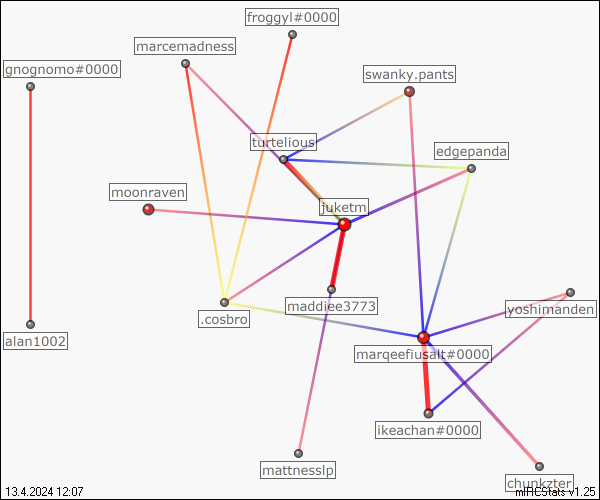 froggyl#0000
marcemadness
gnognomo#0000
swanky.pants
turtelious
edgepanda
moonraven
juketm
maddiee3773
yoshimanden
.cosbro
alan1002
marqeefiusalt#0000
ikeachan#0000
mattnesslp
chunkzter
13.4.2024 12:07
mIRCStats v1.25